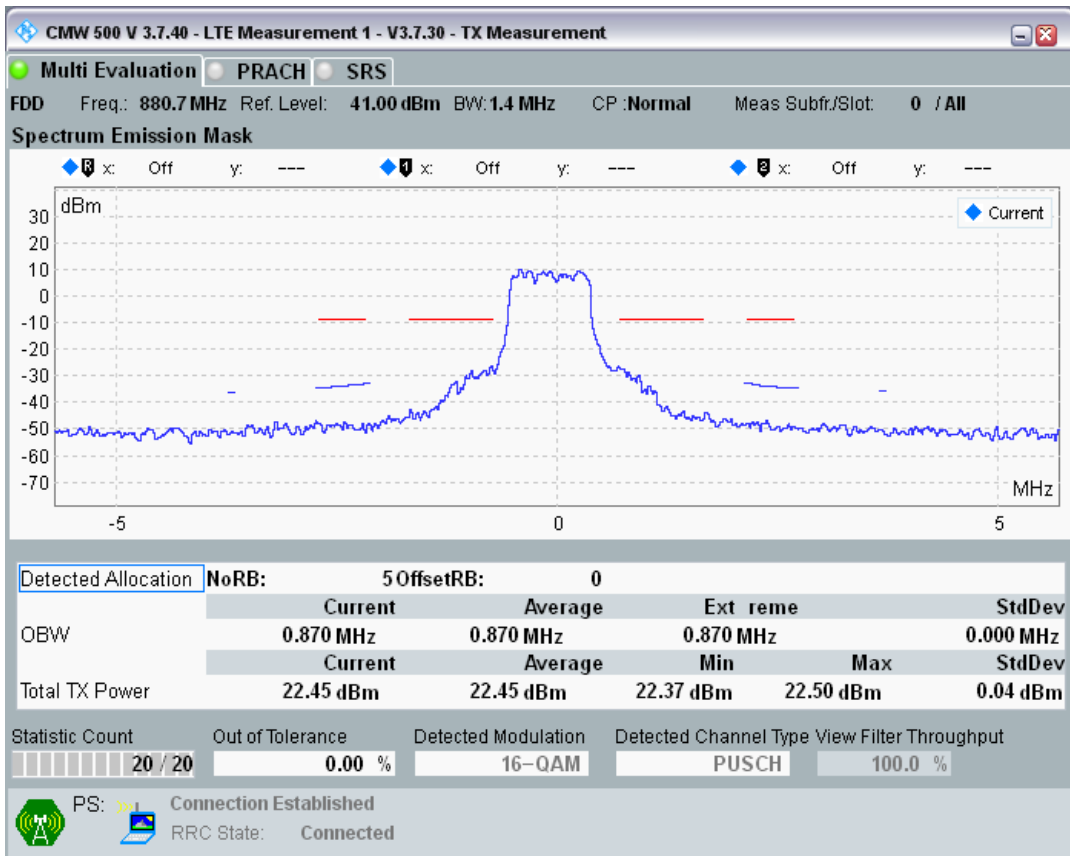 CMW 500 V 3.7.40 - LTE Measurement 1 - V3.7.30 - TX Measurement
Multi Evaluation PRACH SRS
FDD Freq.: 880.7 MHz Ref. Level: 41.00 dBm BW: 1.4 MHz CP :Normal Meas Subfr./Slot: 0 / All
Spectrum Emission Mask
R x: Off y: --- 1 x: Off y: --- 2 x: Off y: ---
dBm
Current
30
20
10
0
-10
-20
-30
-40
-50
-60
-70
MHz
-5 0 5
Detected Allocation NoRB: 5 OffsetRB: 0
Current Average Ext reme StdDev
OBW 0.870 MHz 0.870 MHz 0.870 MHz 0.000 MHz
Current Average Min Max StdDev
Total TX Power 22.45 dBm 22.45 dBm 22.37 dBm 22.50 dBm 0.04 dBm
Statistic Count Out of Tolerance Detected Modulation Detected Channel Type View Filter Throughput
20 / 20 0.00 % 16-QAM PUSCH 100.0 %
PS: Connection Established
RRC State: Connected